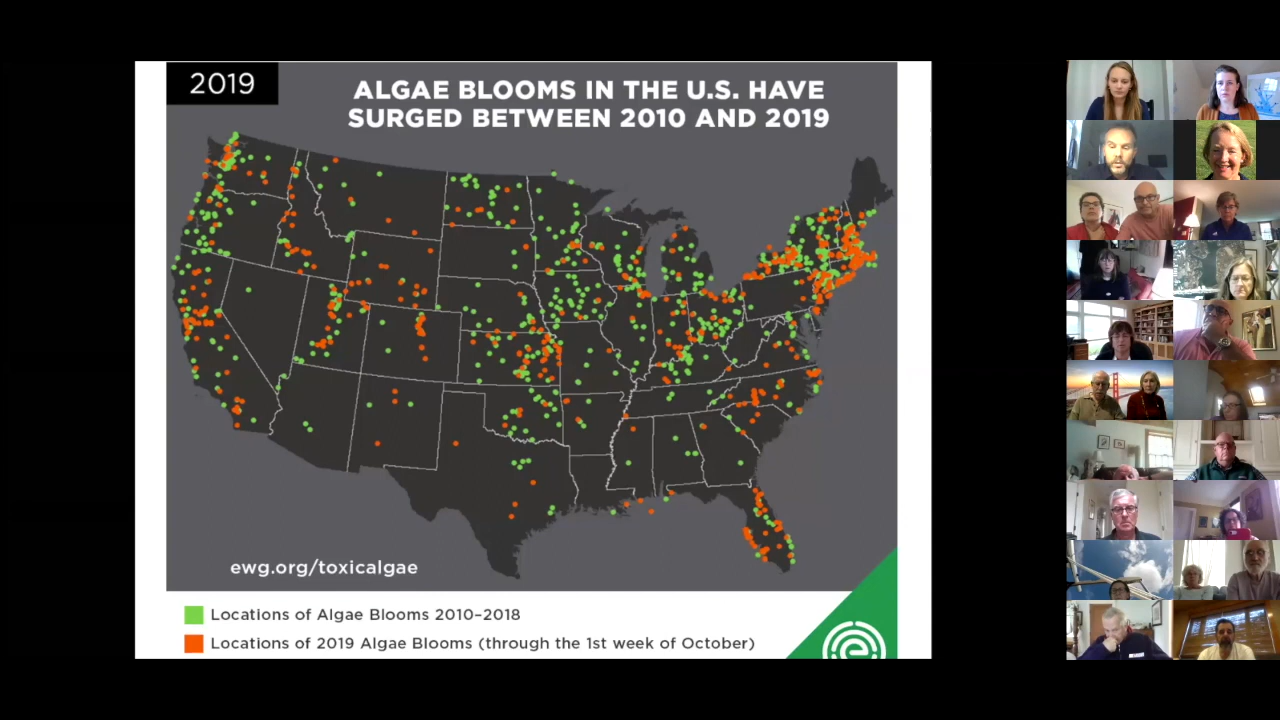 2019
ALGAE BLOOMS IN THE U.S. HAVE
SURGED BETWEEN 2010 AND 2019
ewg.org/toxicalgae
Locations of Algae Blooms 2010–2018
Locations of 2019 Algae Blooms (through the 1st week of October)